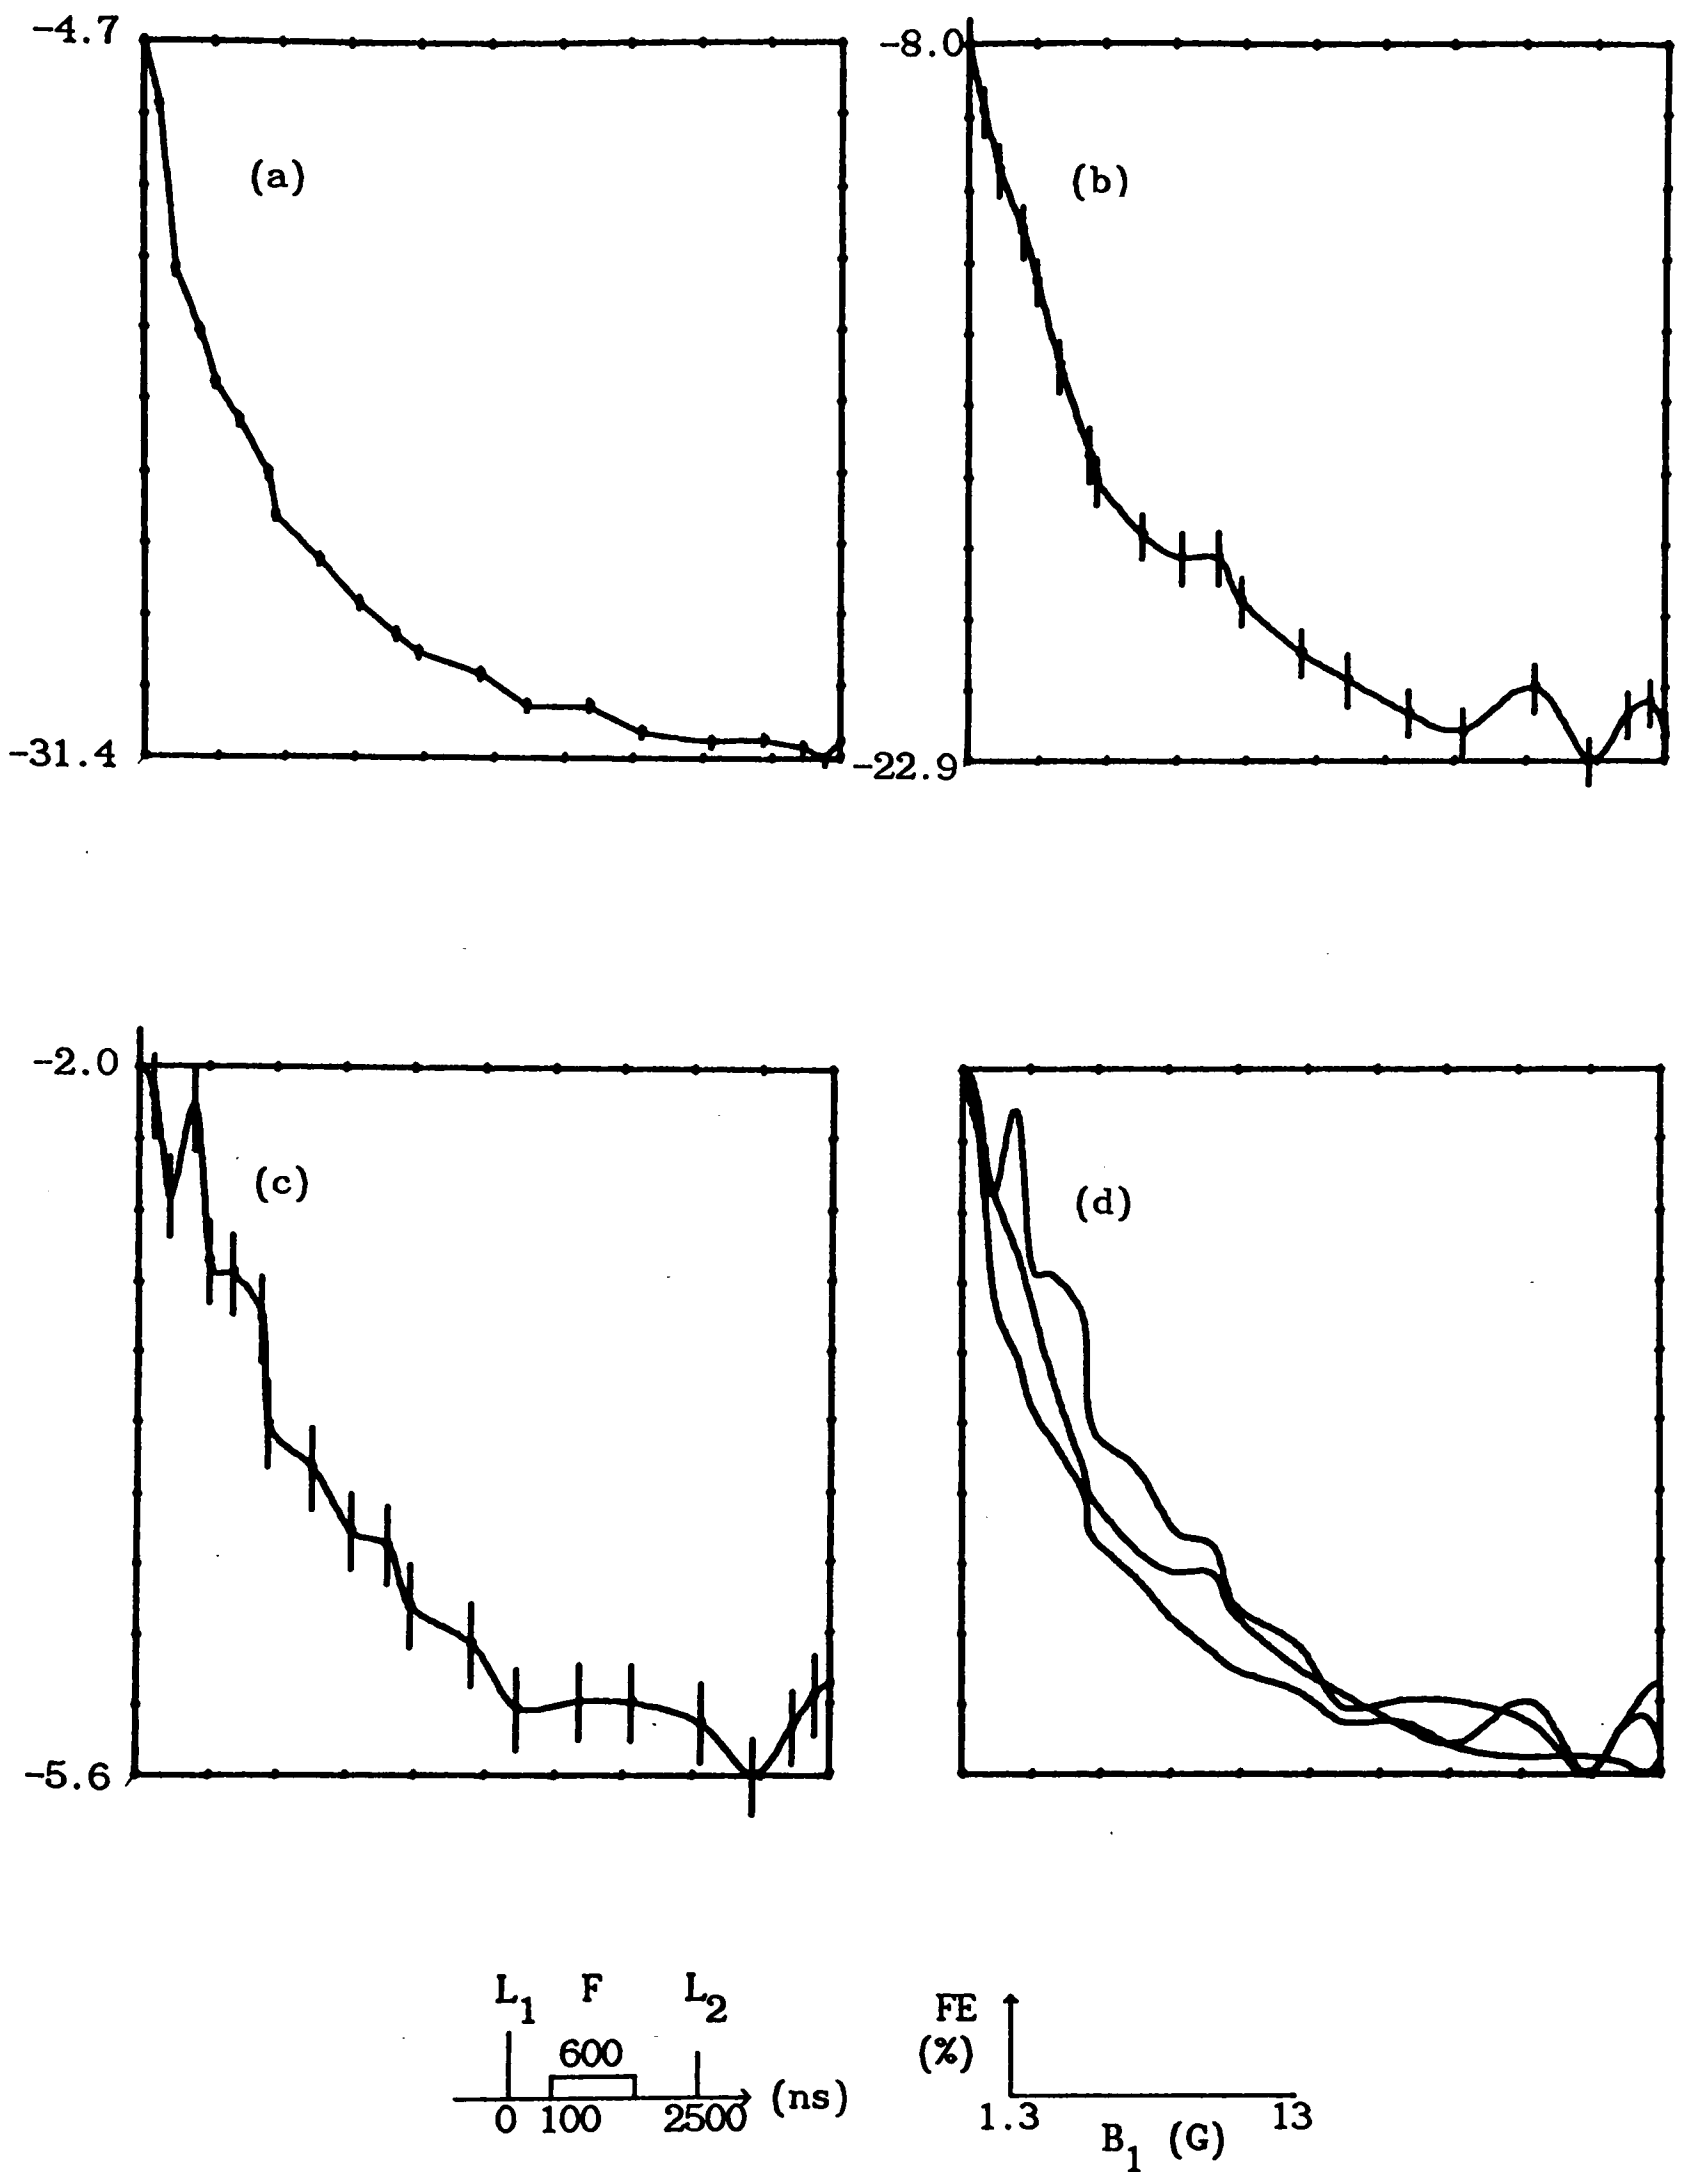 -4.7
-8.0
(a)
(b)
-31.4
-22.9
-2.0
(c)
(d)
-5.6
L1 F L2
600
0 100 2500 (ns)
FE
(%)
1.3 13
B1 (G)